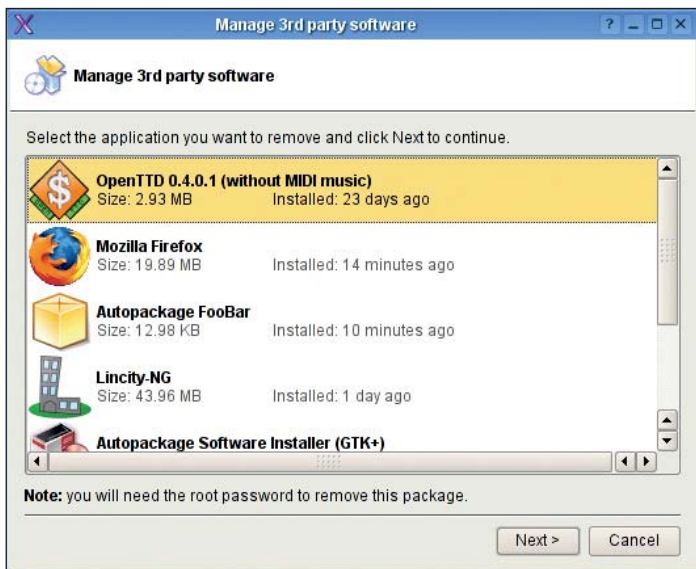 Manage 3rd party software
Manage 3rd party software
Select the application you want to remove and click Next to continue.
OpenTTD 0.4.0.1 (without MIDI music)
Size: 2.93 MB Installed: 23 days ago
Mozilla Firefox
Size: 19.89 MB Installed: 14 minutes ago
Autopackage FooBar
Size: 12.98 KB Installed: 10 minutes ago
Lincity-NG
Size: 43.96 MB Installed: 1 day ago
Autopackage Software Installer (GTK+)
Note: you will need the root password to remove this package.
Next > Cancel